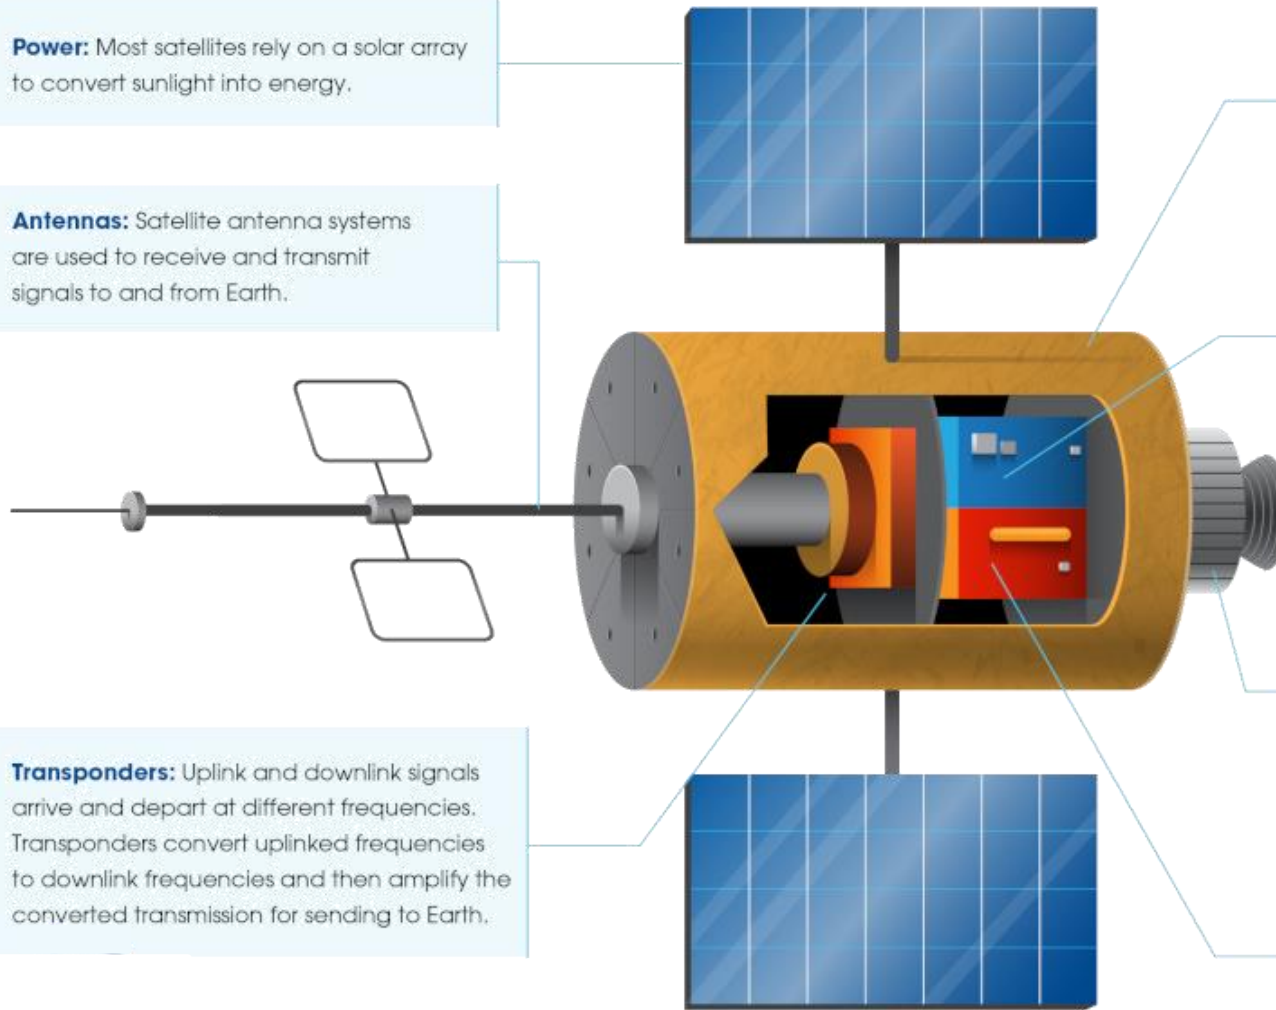 Power: Most satellites rely on a solar array
to convert sunlight into energy.
Antennas: Satellite antenna systems
are used to receive and transmit
signals to and from Earth.
Transponders: Uplink and downlink signals
arrive and depart at different frequencies.
Transponders convert uplinked frequencies
to downlink frequencies and then amplify the
converted transmission for sending to Earth.